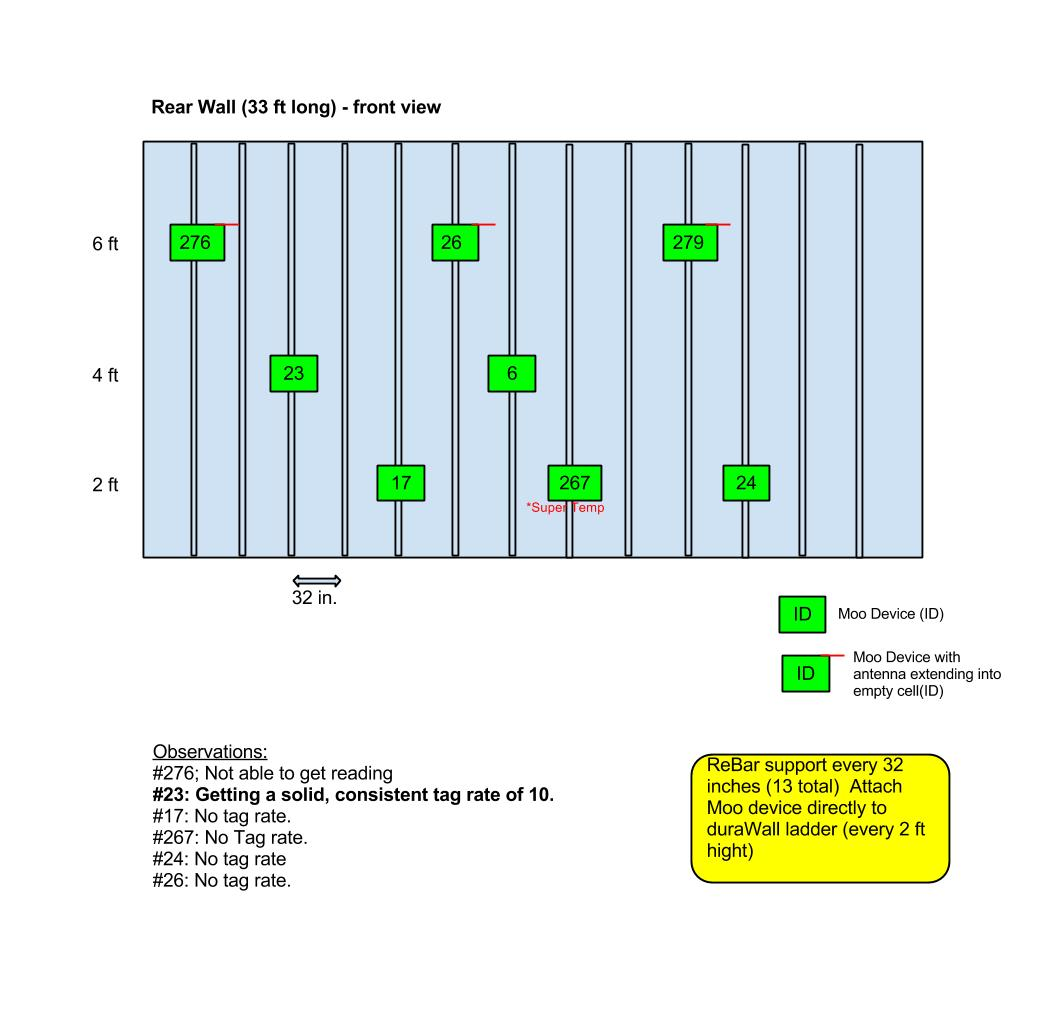 Rear Wall (33 ft long) - front view
6 ft
276
26
279
4 ft
23
6
2 ft
17
267
24
*Super Temp
32 in.
ID
Moo Device (ID)
ID
Moo Device with
antenna extending into
empty cell(ID)
Observations:
#276; Not able to get reading
#23: Getting a solid, consistent tag rate of 10.
#17: No tag rate.
#267: No Tag rate.
#24: No tag rate
#26: No tag rate.
ReBar support every 32
inches (13 total)  Attach
Moo device directly to
duraWall ladder (every 2 ft
hight)